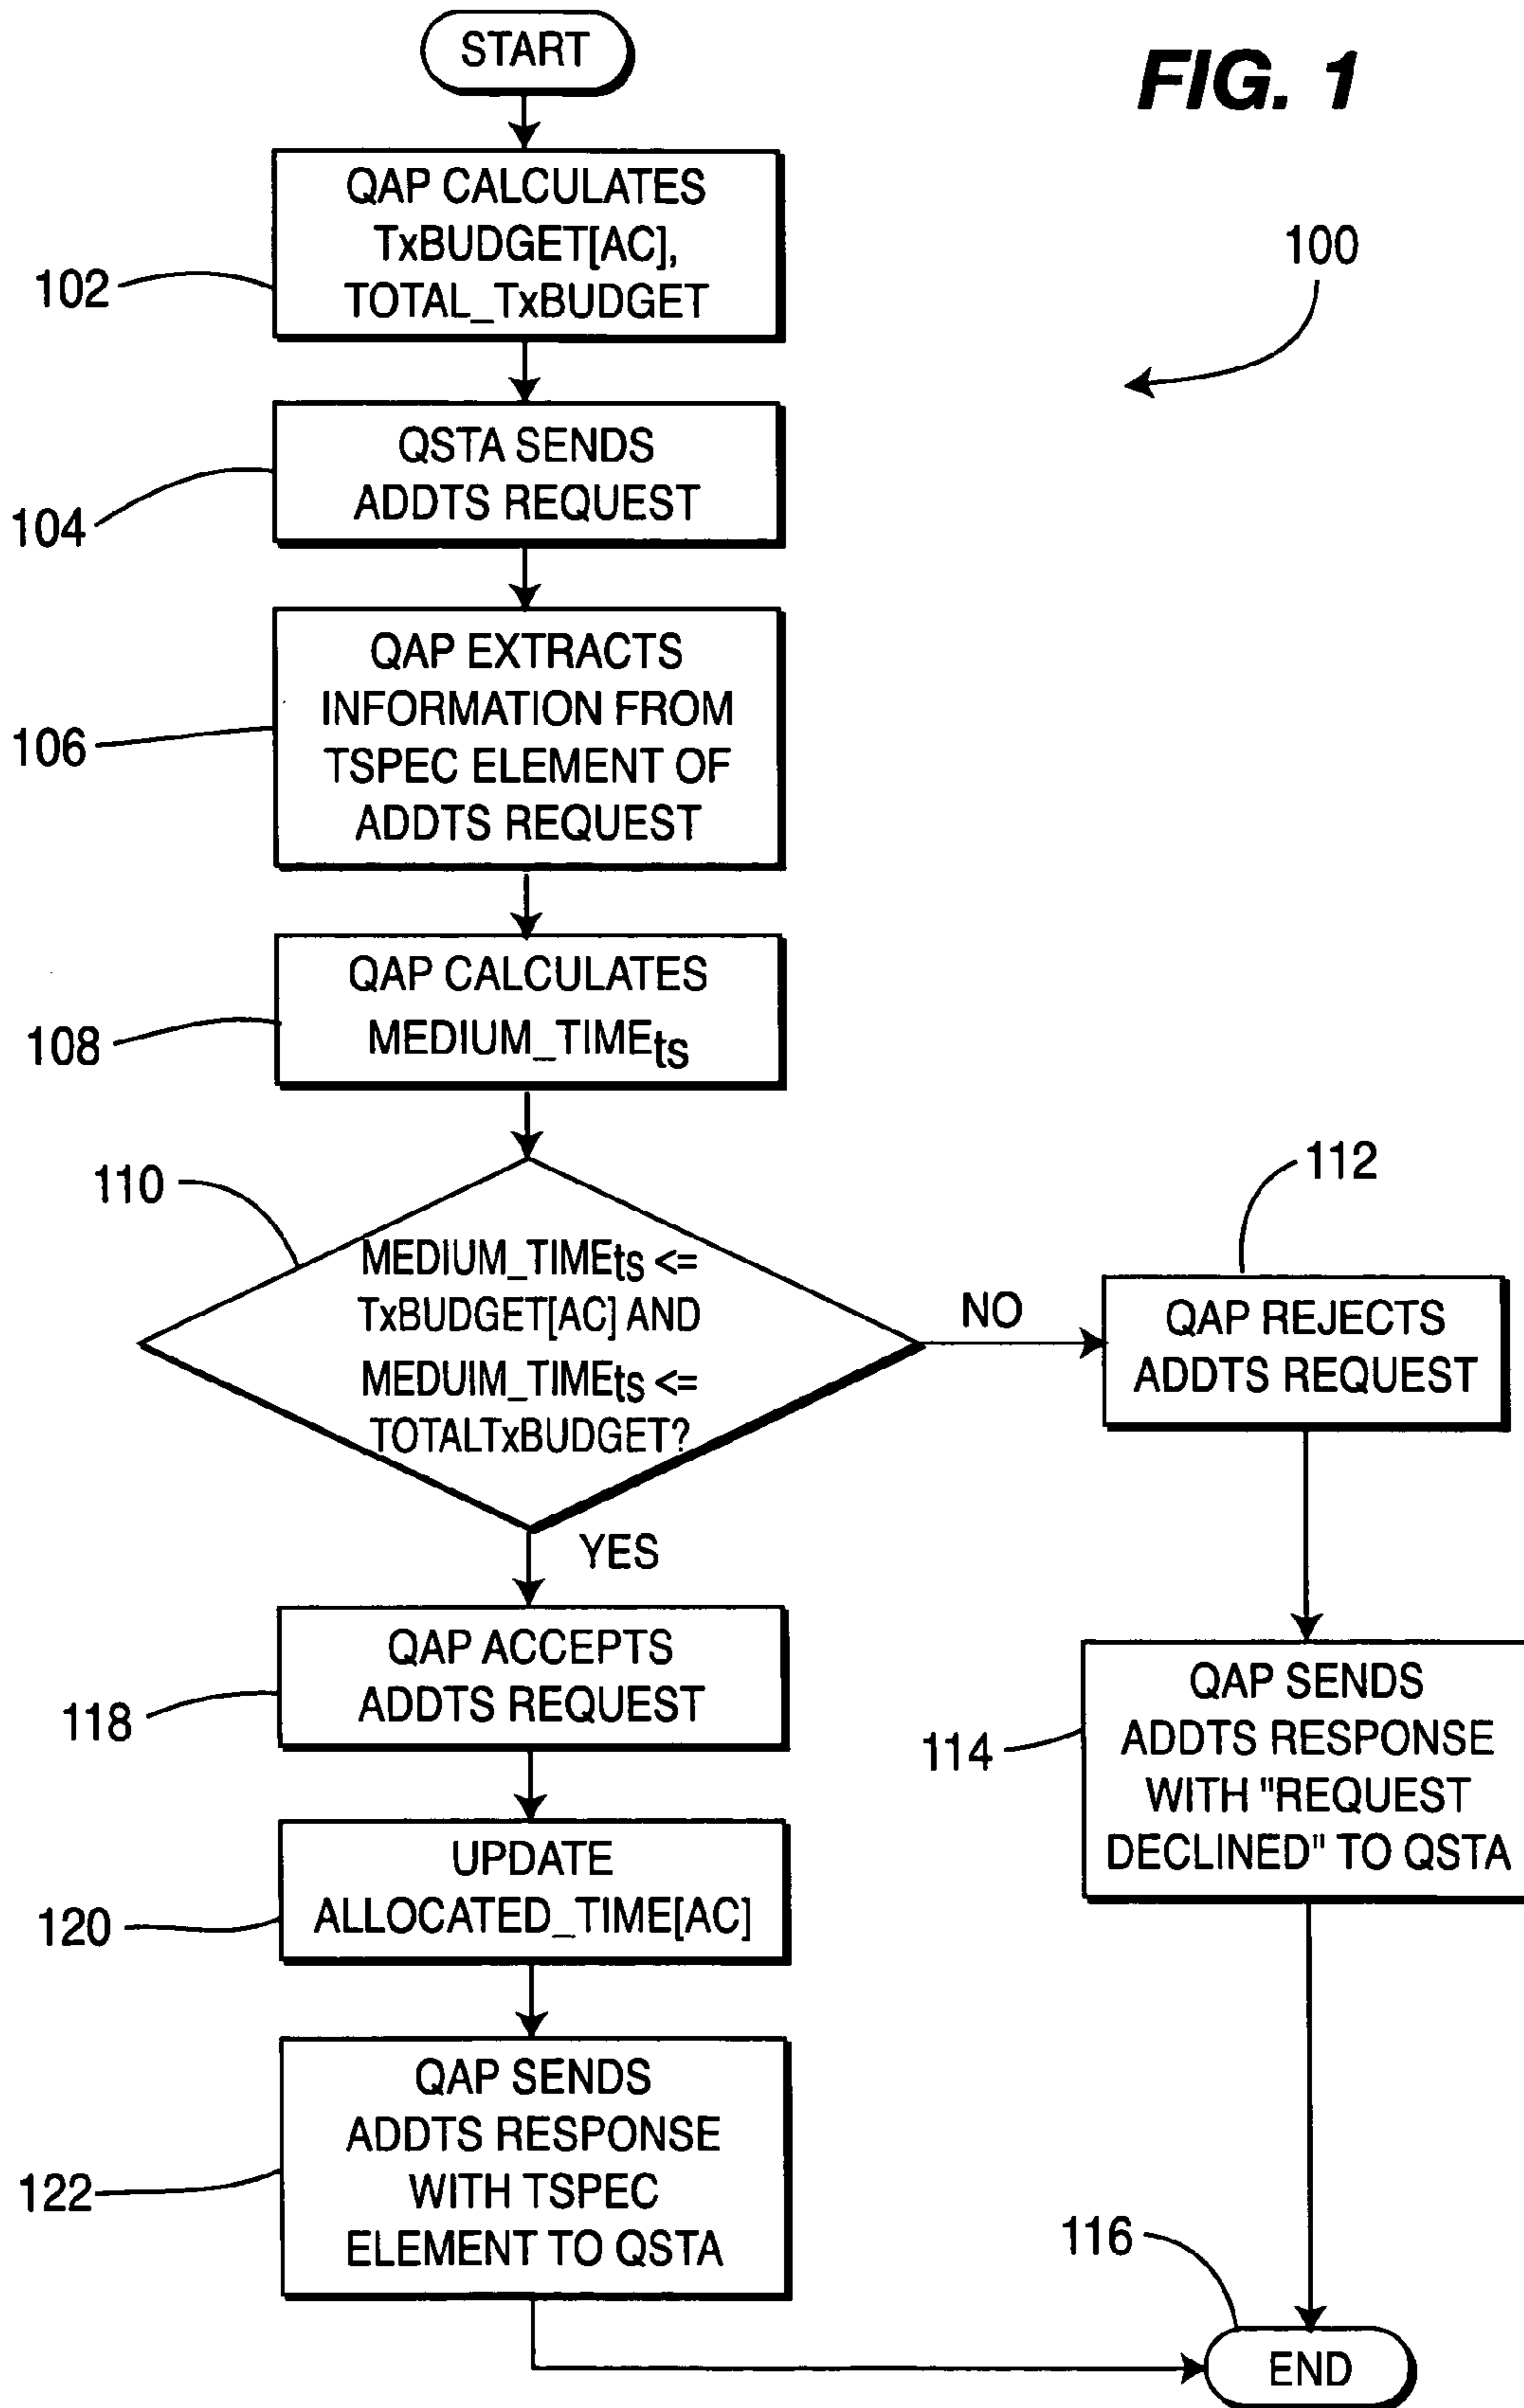 START
FIG. 1
QAP CALCULATES
TxBUDGET[AC],
TOTAL_TxBUDGET
100
102
QSTA SENDS
ADDTS REQUEST
104
QAP EXTRACTS
INFORMATION FROM
TSPEC ELEMENT OF
ADDTS REQUEST
106
QAP CALCULATES
MEDIUM_TIMEts
108
110
MEDIUM_TIMEts <=
TxBUDGET[AC] AND
MEDUIM_TIMEts <=
TOTALTxBUDGET?
NO
112
QAP REJECTS
ADDTS REQUEST
YES
QAP ACCEPTS
ADDTS REQUEST
118
QAP SENDS
ADDTS RESPONSE
WITH "REQUEST
DECLINED" TO QSTA
114
UPDATE
ALLOCATED_TIME[AC]
120
QAP SENDS
ADDTS RESPONSE
WITH TSPEC
ELEMENT TO QSTA
122
116
END